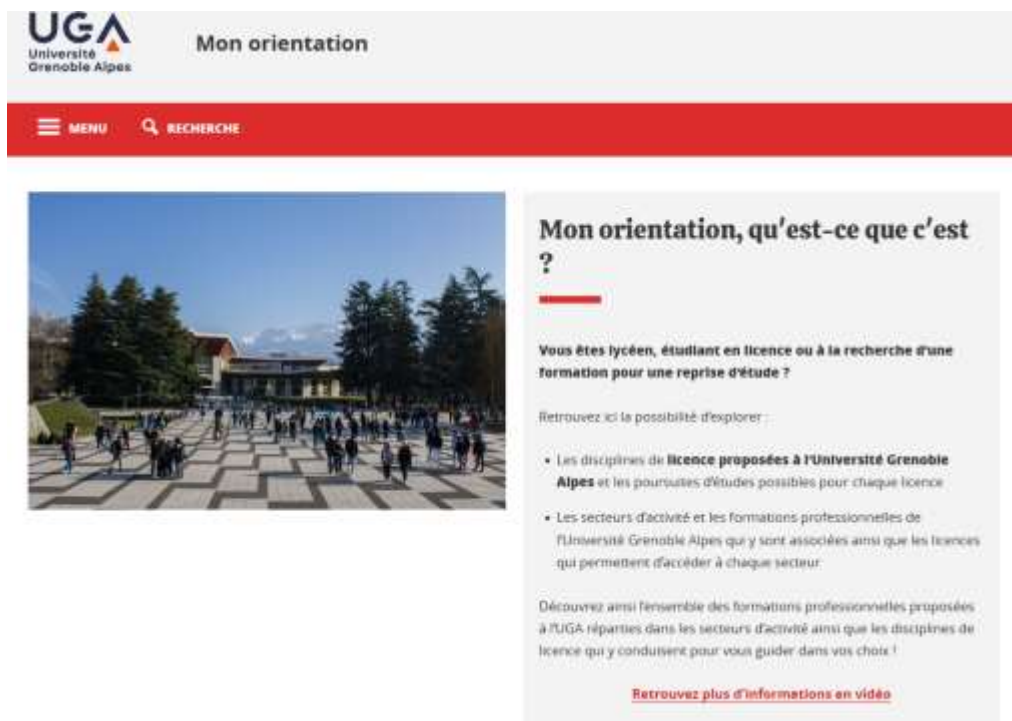 UGA
Université
Grenoble Alpes
Mon orientation
MENU
RECHERCHE
Mon orientation, qu'est-ce que c'est
?
Vous êtes lycéen, étudiant en licence ou à la recherche d'une
formation pour une reprise d'étude ?
Retrouvez ici la possibilité d'explorer :
• Les disciplines de licence proposées à l'Université Grenoble
Alpes et les poursuites d'études possibles pour chaque licence
• Les secteurs d'activité et les formations professionnelles de
l'Université Grenoble Alpes qui y sont associées ainsi que les licences
qui permettent d'accéder à chaque secteur
Découvrez ainsi l'ensemble des formations professionnelles proposées
à l'UGA réparties dans les secteurs d'activité ainsi que les disciplines de
licence qui y conduisent pour vous guider dans vos choix !
Retrouvez plus d'informations en vidéo